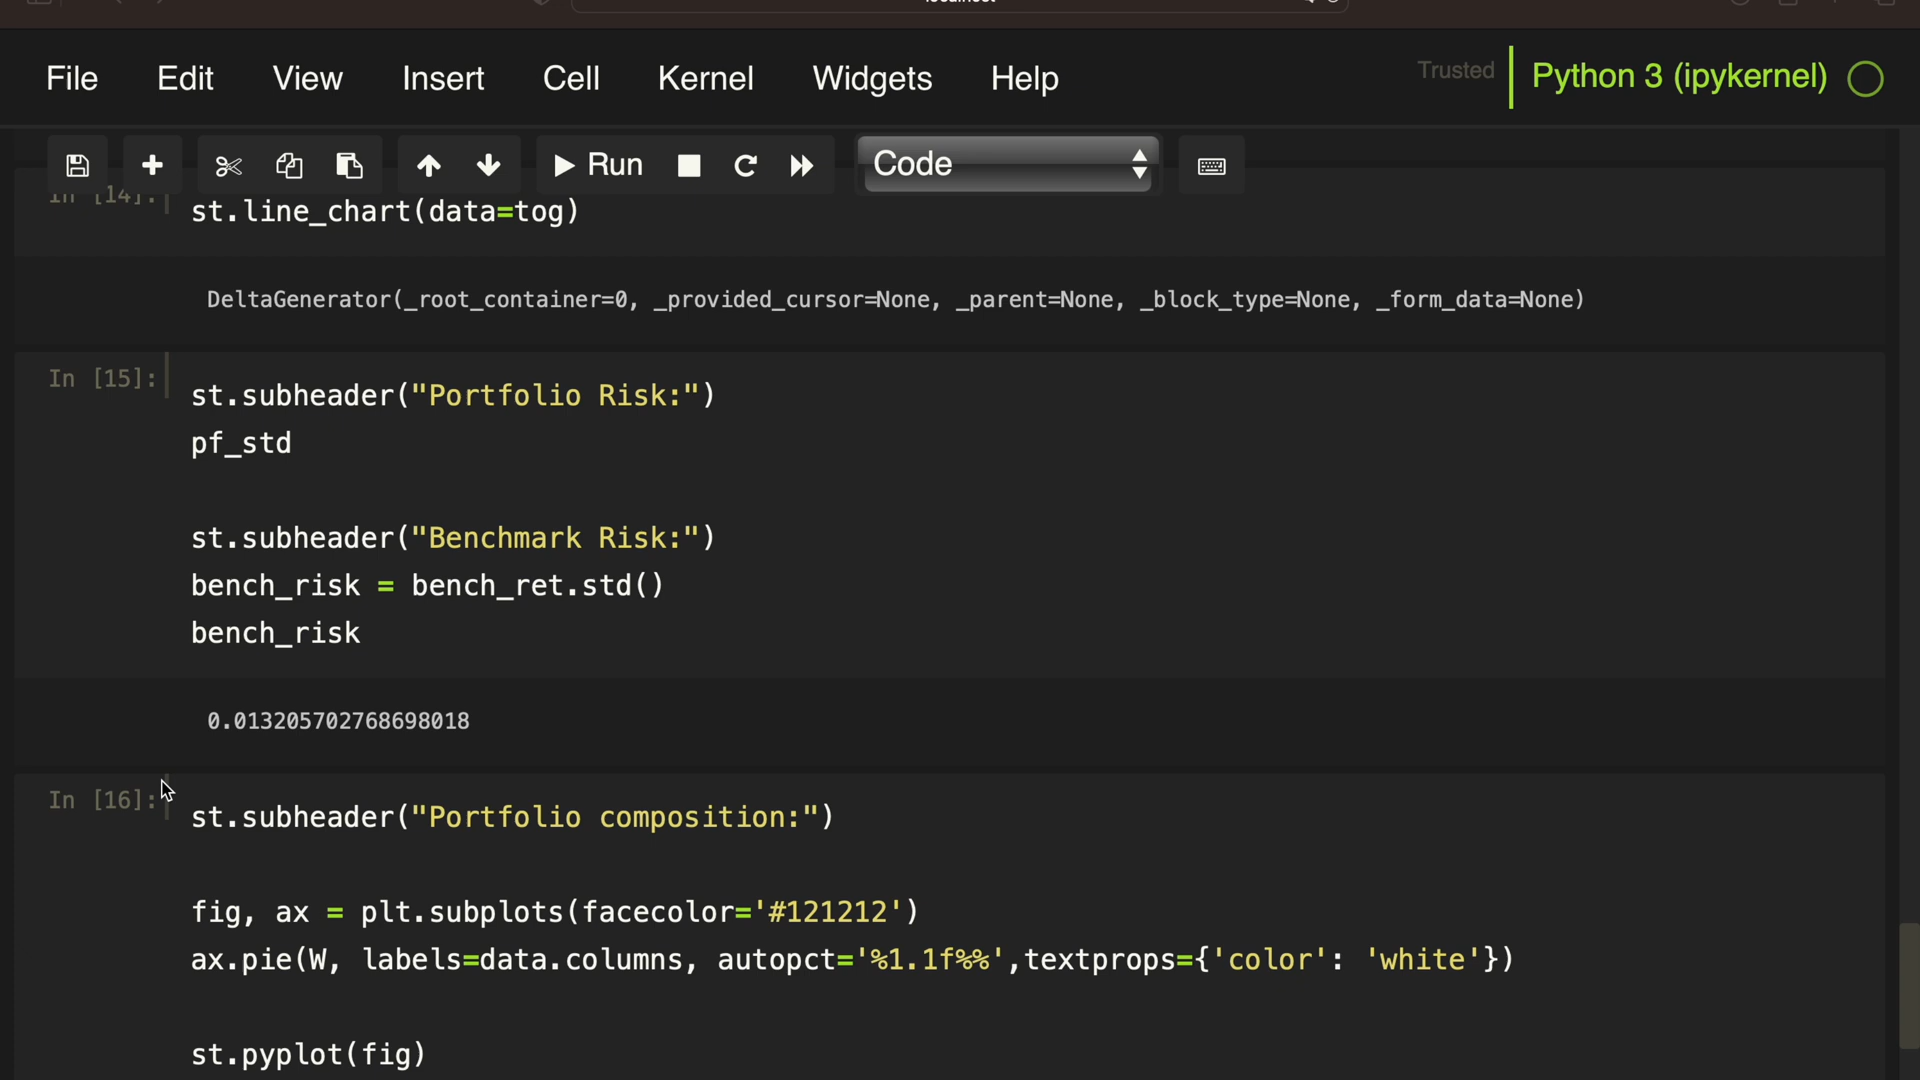 localhost
File Edit View Insert Cell Kernel Widgets Help Trusted Python 3 (ipykernel)
Run Code
In [14]:
st.line_chart(data=tog)
DeltaGenerator(_root_container=0, _provided_cursor=None, _parent=None, _block_type=None, _form_data=None)
In [15]:
st.subheader("Portfolio Risk:")
pf_std
st.subheader("Benchmark Risk:")
bench_risk = bench_ret.std()
bench_risk
0.013205702768698018
In [16]:
st.subheader("Portfolio composition:")
fig, ax = plt.subplots(facecolor='#121212')
ax.pie(W, labels=data.columns, autopct='%1.1f%%',textprops={'color': 'white'})
st.pyplot(fig)